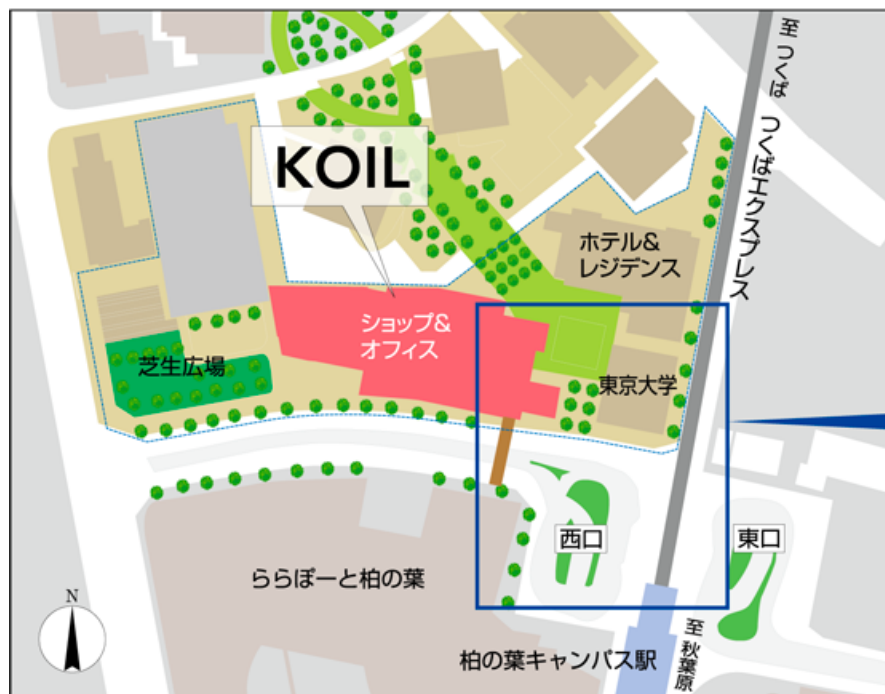 至 つくば
つくばエクスプレス
KOIL
ホテル&
レジデンス
ショップ&
オフィス
芝生広場
東京大学
西口
東口
ららぽーと柏の葉
N
柏の葉キャンパス駅
至 秋葉原